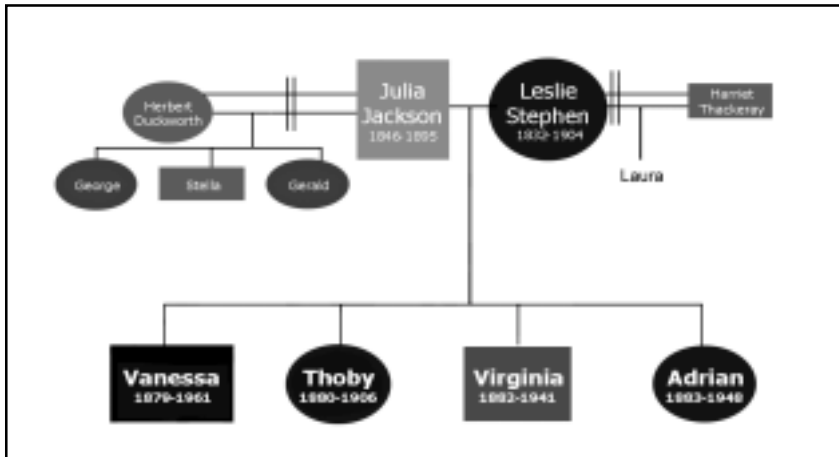 Julia
Jackson
1846-1895
Leslie
Stephen
1832-1904
Herbert
Duckworth
Harriet
Thackeray
George
Stella
Gerald
Laura
Vanessa
1879-1961
Thoby
1880-1906
Virginia
1882-1941
Adrian
1883-1948